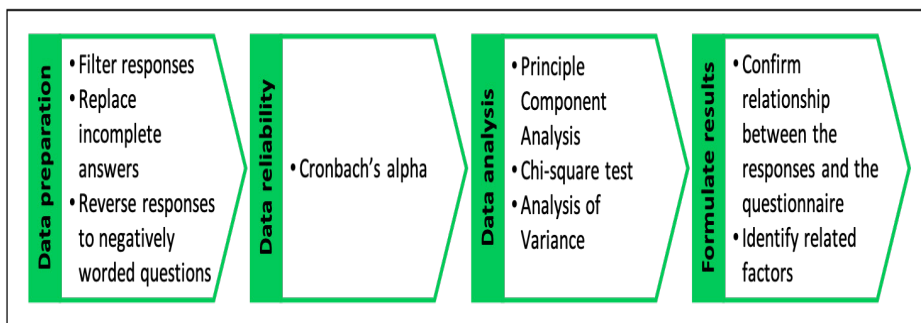 Data preparation
• Filter responses
• Replace
incomplete
answers
• Reverse responses
to negatively
worded questions
Data reliability
• Cronbach's alpha
Data analysis
• Principle
Component
Analysis
• Chi-square test
• Analysis of
Variance
Formulate results
• Confirm
relationship
between the
responses and the
questionnaire
• Identify related
factors